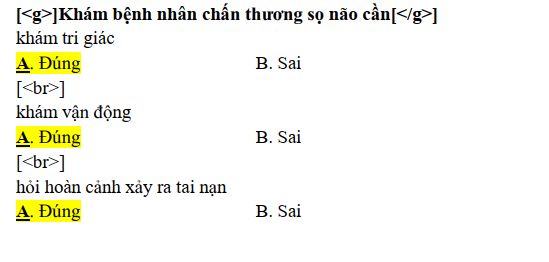 [<g>]Khám bệnh nhân chấn thương sọ não cần[</g>]
khám tri giác
A. Đúng B. Sai
[<br>]
khám vận động
A. Đúng B. Sai
[<br>]
hỏi hoàn cảnh xảy ra tai nạn
A. Đúng B. Sai